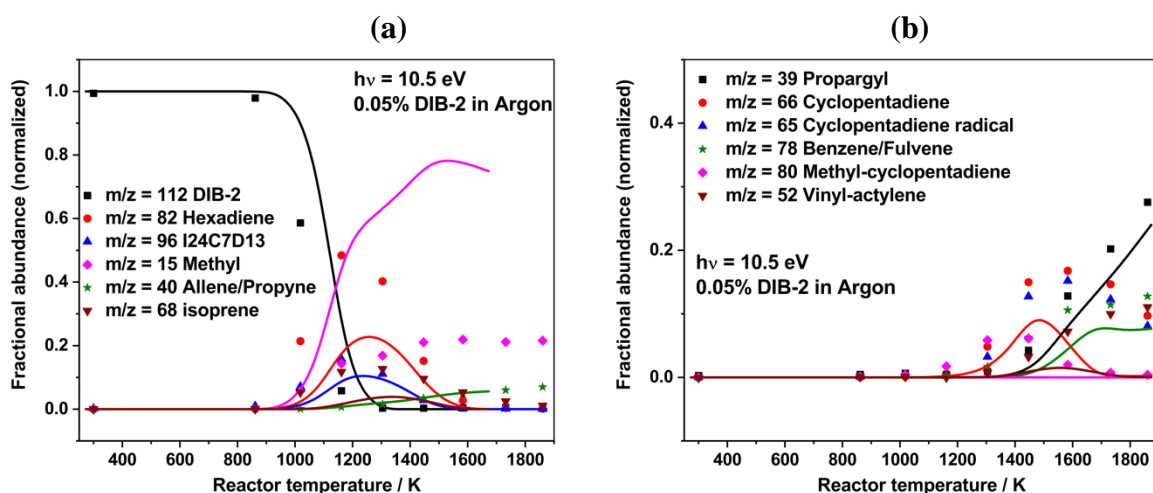 (a)
hν = 10.5 eV
0.05% DIB-2 in Argon
m/z = 112 DIB-2
m/z = 82 Hexadiene
m/z = 96 I24C7D13
m/z = 15 Methyl
m/z = 40 Allene/Propyne
m/z = 68 isoprene
Fractional abundance (normalized)
1.0
0.8
0.6
0.4
0.2
0.0
400 600 800 1000 1200 1400 1600 1800
Reactor temperature / K
(b)
m/z = 39 Propargyl
m/z = 66 Cyclopentadiene
m/z = 65 Cyclopentadiene radical
m/z = 78 Benzene/Fulvene
m/z = 80 Methyl-cyclopentadiene
m/z = 52 Vinyl-actylene
hν = 10.5 eV
0.05% DIB-2 in Argon
Fractional abundance (normalized)
0.4
0.2
0.0
400 600 800 1000 1200 1400 1600 1800
Reactor temperature / K